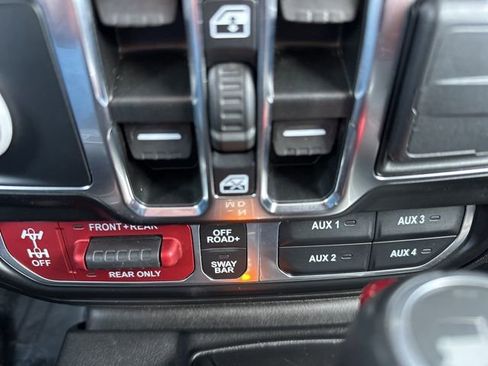 FRONT+REAR
OFF
REAR ONLY
OFF
ROAD+
SWAY
BAR
AUX 1
AUX 2
AUX 3
AUX 4